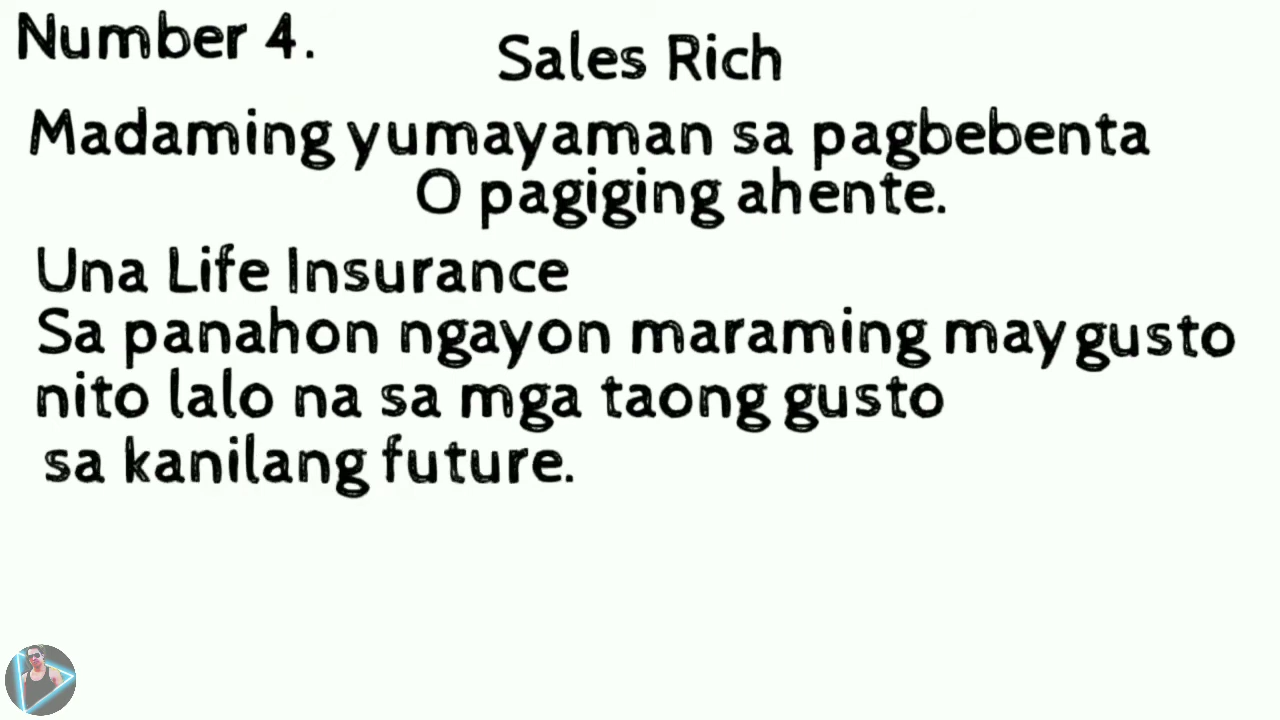 Number 4.
Sales Rich
Madaming yumayaman sa pagbebenta
O pagiging ahente.
Una Life Insurance
Sa panahon ngayon maraming may gusto
nito lalo na sa mga taong gusto
sa kanilang future.